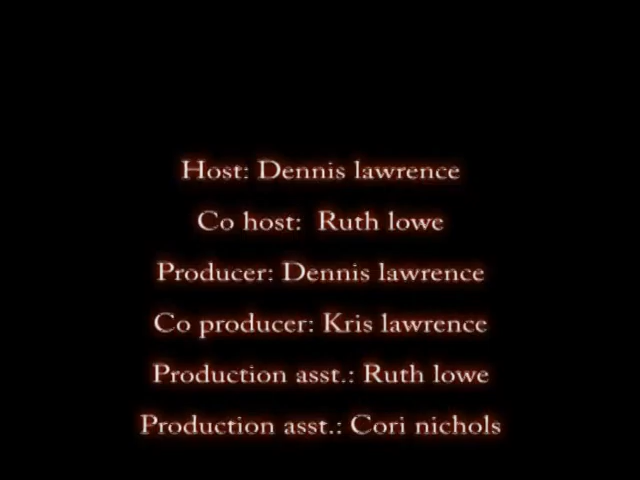 Host: Dennis lawrence
Co host: Ruth lowe
Producer: Dennis lawrence
Co producer: Kris lawrence
Production asst.: Ruth lowe
Production asst.: Cori nichols